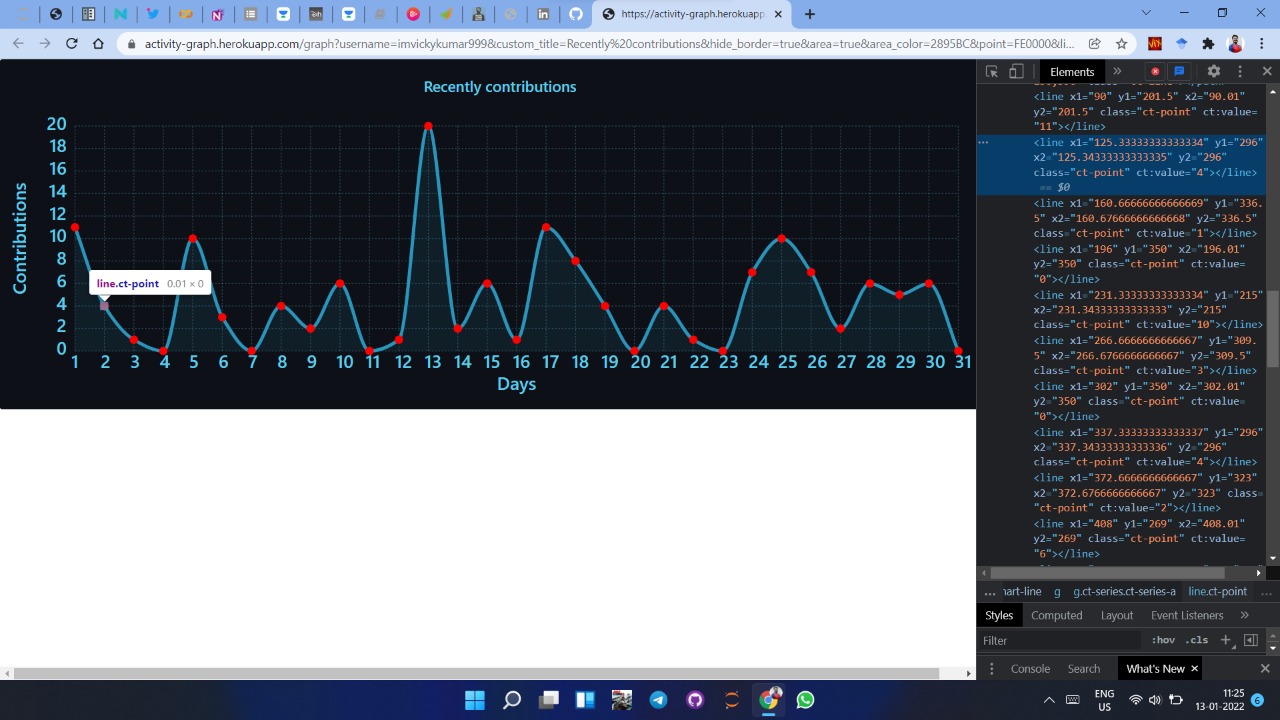 https://activity-graph.herokuapp.com
activity-graph.herokuapp.com/graph?username=imvickykumar999&custom_title=Recently%20contributions&hide_border=true&area=true&area_color=2895BC&point=FE0000&li...
Recently contributions
Contributions
20
18
16
14
12
10
8
6
4
2
0
line.ct-point 0.01 × 0
1 2 3 4 5 6 7 8 9 10 11 12 13 14 15 16 17 18 19 20 21 22 23 24 25 26 27 28 29 30 31
Days
Elements
<line x1="90" y1="201.5" x2="90.01"
y2="201.5" class="ct-point" ct:value=
"11"></line>
<line x1="125.33333333333334" y1="296"
x2="125.34333333333335" y2="296"
class="ct-point" ct:value="4"></line>
== $0
<line x1="160.66666666666669" y1="336.
5" x2="160.67666666666668" y2="336.5"
class="ct-point" ct:value="1"></line>
<line x1="196" y1="350" x2="196.01"
y2="350" class="ct-point" ct:value=
"0"></line>
<line x1="231.33333333333334" y1="215"
x2="231.34333333333333" y2="215"
class="ct-point" ct:value="10"></line>
<line x1="266.6666666666667" y1="309.
5" x2="266.6766666666667" y2="309.5"
class="ct-point" ct:value="3"></line>
<line x1="302" y1="350" x2="302.01"
y2="350" class="ct-point" ct:value=
"0"></line>
<line x1="337.33333333333337" y1="296"
x2="337.34333333333336" y2="296"
class="ct-point" ct:value="4"></line>
<line x1="372.6666666666667" y1="323"
x2="372.6766666666667" y2="323" class=
"ct-point" ct:value="2"></line>
<line x1="408" y1="269" x2="408.01"
y2="269" class="ct-point" ct:value=
"6"></line>
... g g.ct-series.ct-series-a line.ct-point ...
Styles Computed Layout Event Listeners
Filter :hov .cls
Console Search What's New
ENG
US
11:25
13-01-2022
6